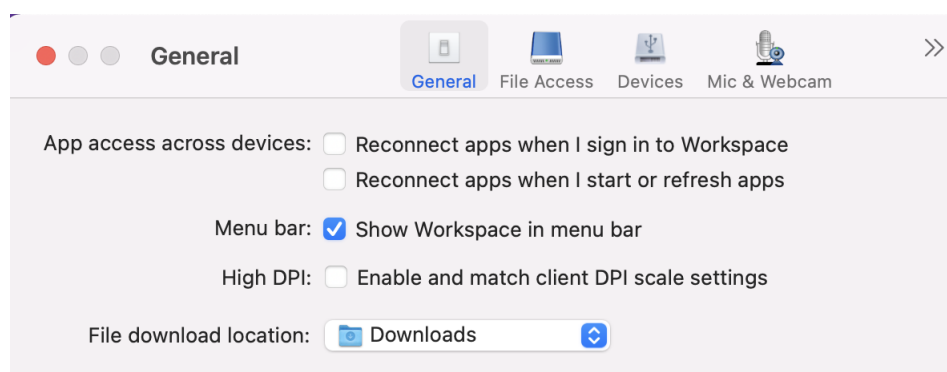 General
General File Access Devices Mic & Webcam
App access across devices: Reconnect apps when I sign in to Workspace
Reconnect apps when I start or refresh apps
Menu bar: Show Workspace in menu bar
High DPI: Enable and match client DPI scale settings
File download location: Downloads